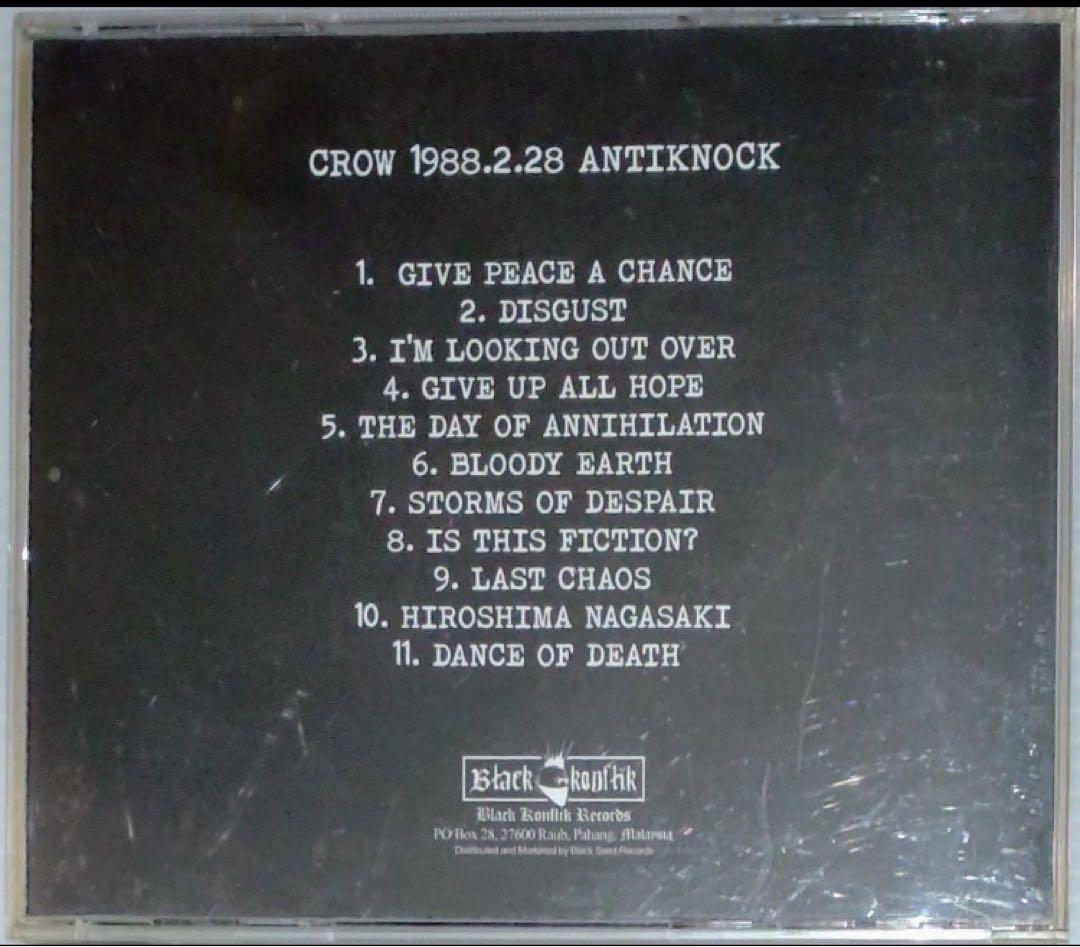 CROW 1988.2.28 ANTIKNOCK
1. GIVE PEACE A CHANCE
2. DISGUST
3. I'M LOOKING OUT OVER
4. GIVE UP ALL HOPE
5. THE DAY OF ANNIHILATION
6. BLOODY EARTH
7. STORMS OF DESPAIR
8. IS THIS FICTION?
9. LAST CHAOS
10. HIROSHIMA NAGASAKI
11. DANCE OF DEATH
Black konflik
Black Konflik Records
PO Box 28, 27600 Raub, Pahang, Malaysia
Distributed and Marketed by Black Seed Records